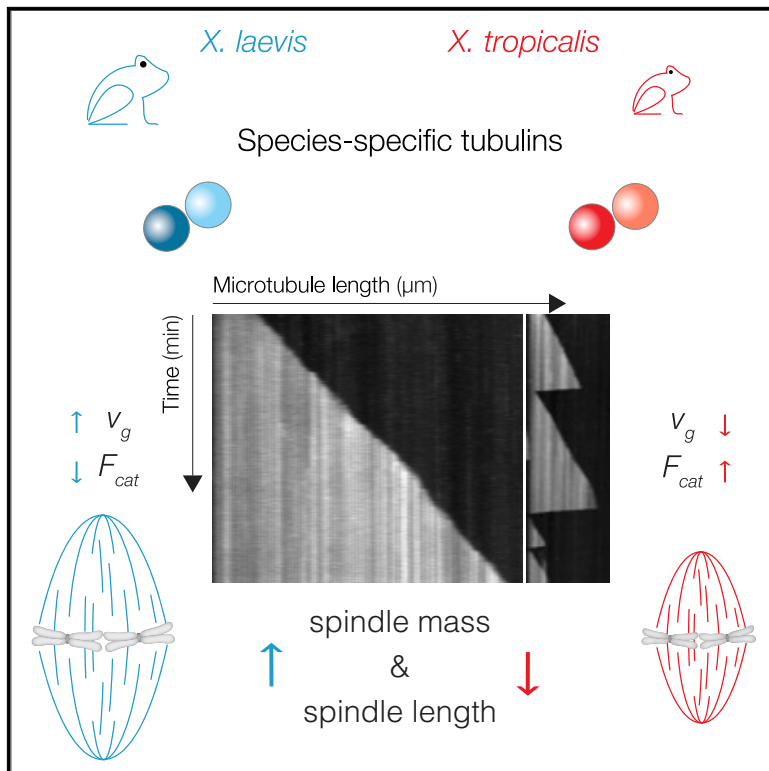 X. laevis
X. tropicalis
Species-specific tubulins
Microtubule length (μm)
Time (min)
↑ vg
↓ Fcat
vg ↓
Fcat ↑
spindle mass
&
spindle length